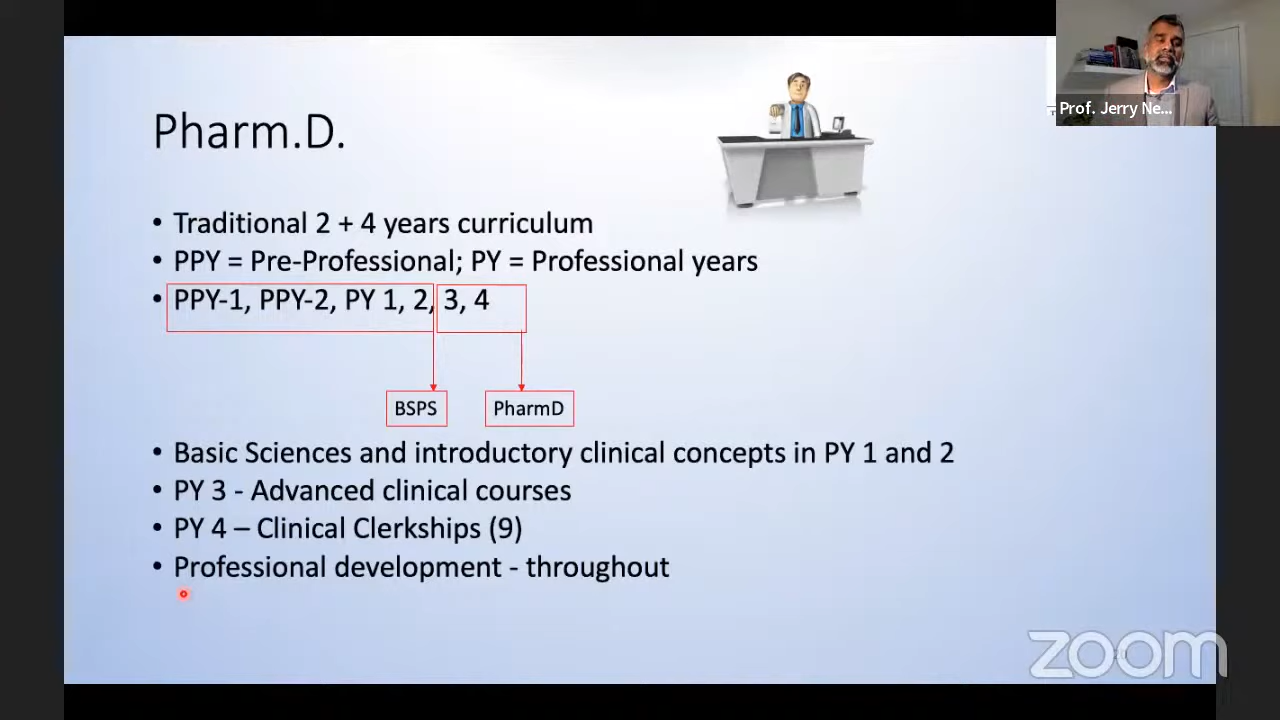 Prof. Jerry Ne...
Pharm.D.
• Traditional 2 + 4 years curriculum
• PPY = Pre-Professional; PY = Professional years
• PPY-1, PPY-2, PY 1, 2, 3, 4
BSPS
PharmD
• Basic Sciences and introductory clinical concepts in PY 1 and 2
• PY 3 - Advanced clinical courses
• PY 4 – Clinical Clerkships (9)
• Professional development - throughout
zoom